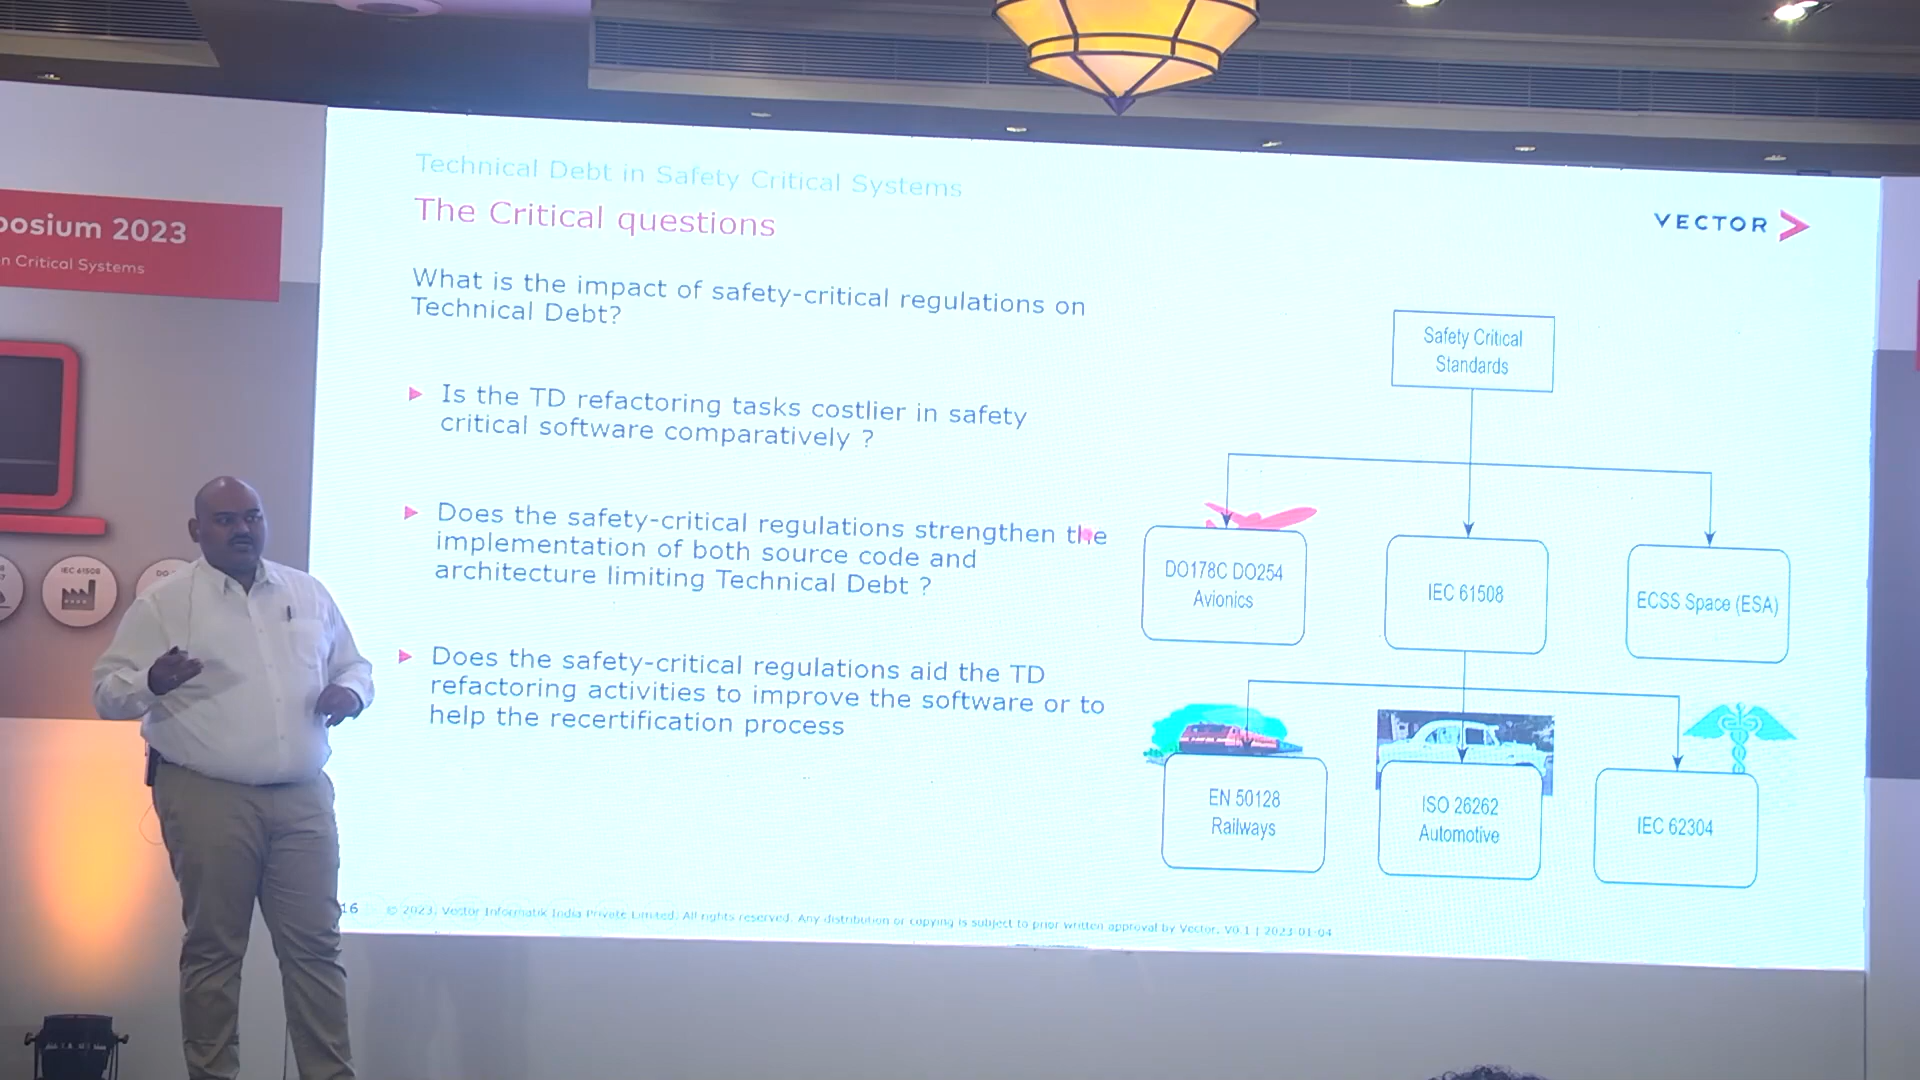 posium 2023
n Critical Systems
IEC 61508
DO-
Technical Debt in Safety Critical Systems
The Critical questions
VECTOR
What is the impact of safety-critical regulations on
Technical Debt?
Is the TD refactoring tasks costlier in safety
critical software comparatively ?
Does the safety-critical regulations strengthen the
implementation of both source code and
architecture limiting Technical Debt ?
Does the safety-critical regulations aid the TD
refactoring activities to improve the software or to
help the recertification process
Safety Critical
Standards
DO178C DO254
Avionics
IEC 61508
ECSS Space (ESA)
EN 50128
Railways
ISO 26262
Automotive
IEC 62304
16
© 2023. Vector Informatik India Private Limited. All rights reserved. Any distribution or copying is subject to prior written approval by Vector. V0.1 | 2023-01-04